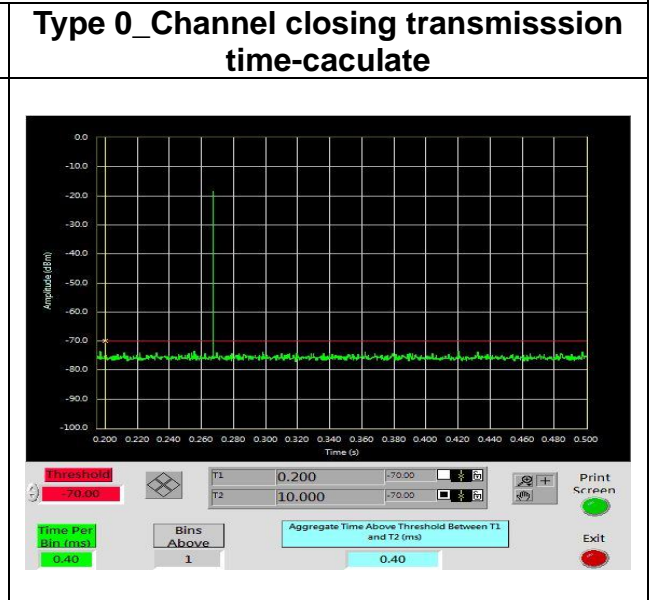 Type 0_Channel closing transmisssion
time-caculate
0.0
-10.0
-20.0
-30.0
-40.0
-50.0
-60.0
-70.0
-80.0
-90.0
-100.0
Amplitude (dBm)
0.200 0.220 0.240 0.260 0.280 0.300 0.320 0.340 0.360 0.380 0.400 0.420 0.440 0.460 0.480 0.500
Time (s)
Threshold
-70.00
T1 0.200 -70.00
T2 10.000 -70.00
Print
Screen
Time Per
Bin (ms)
0.40
Bins
Above
1
Aggregate Time Above Threshold Between T1
and T2 (ms)
0.40
Exit